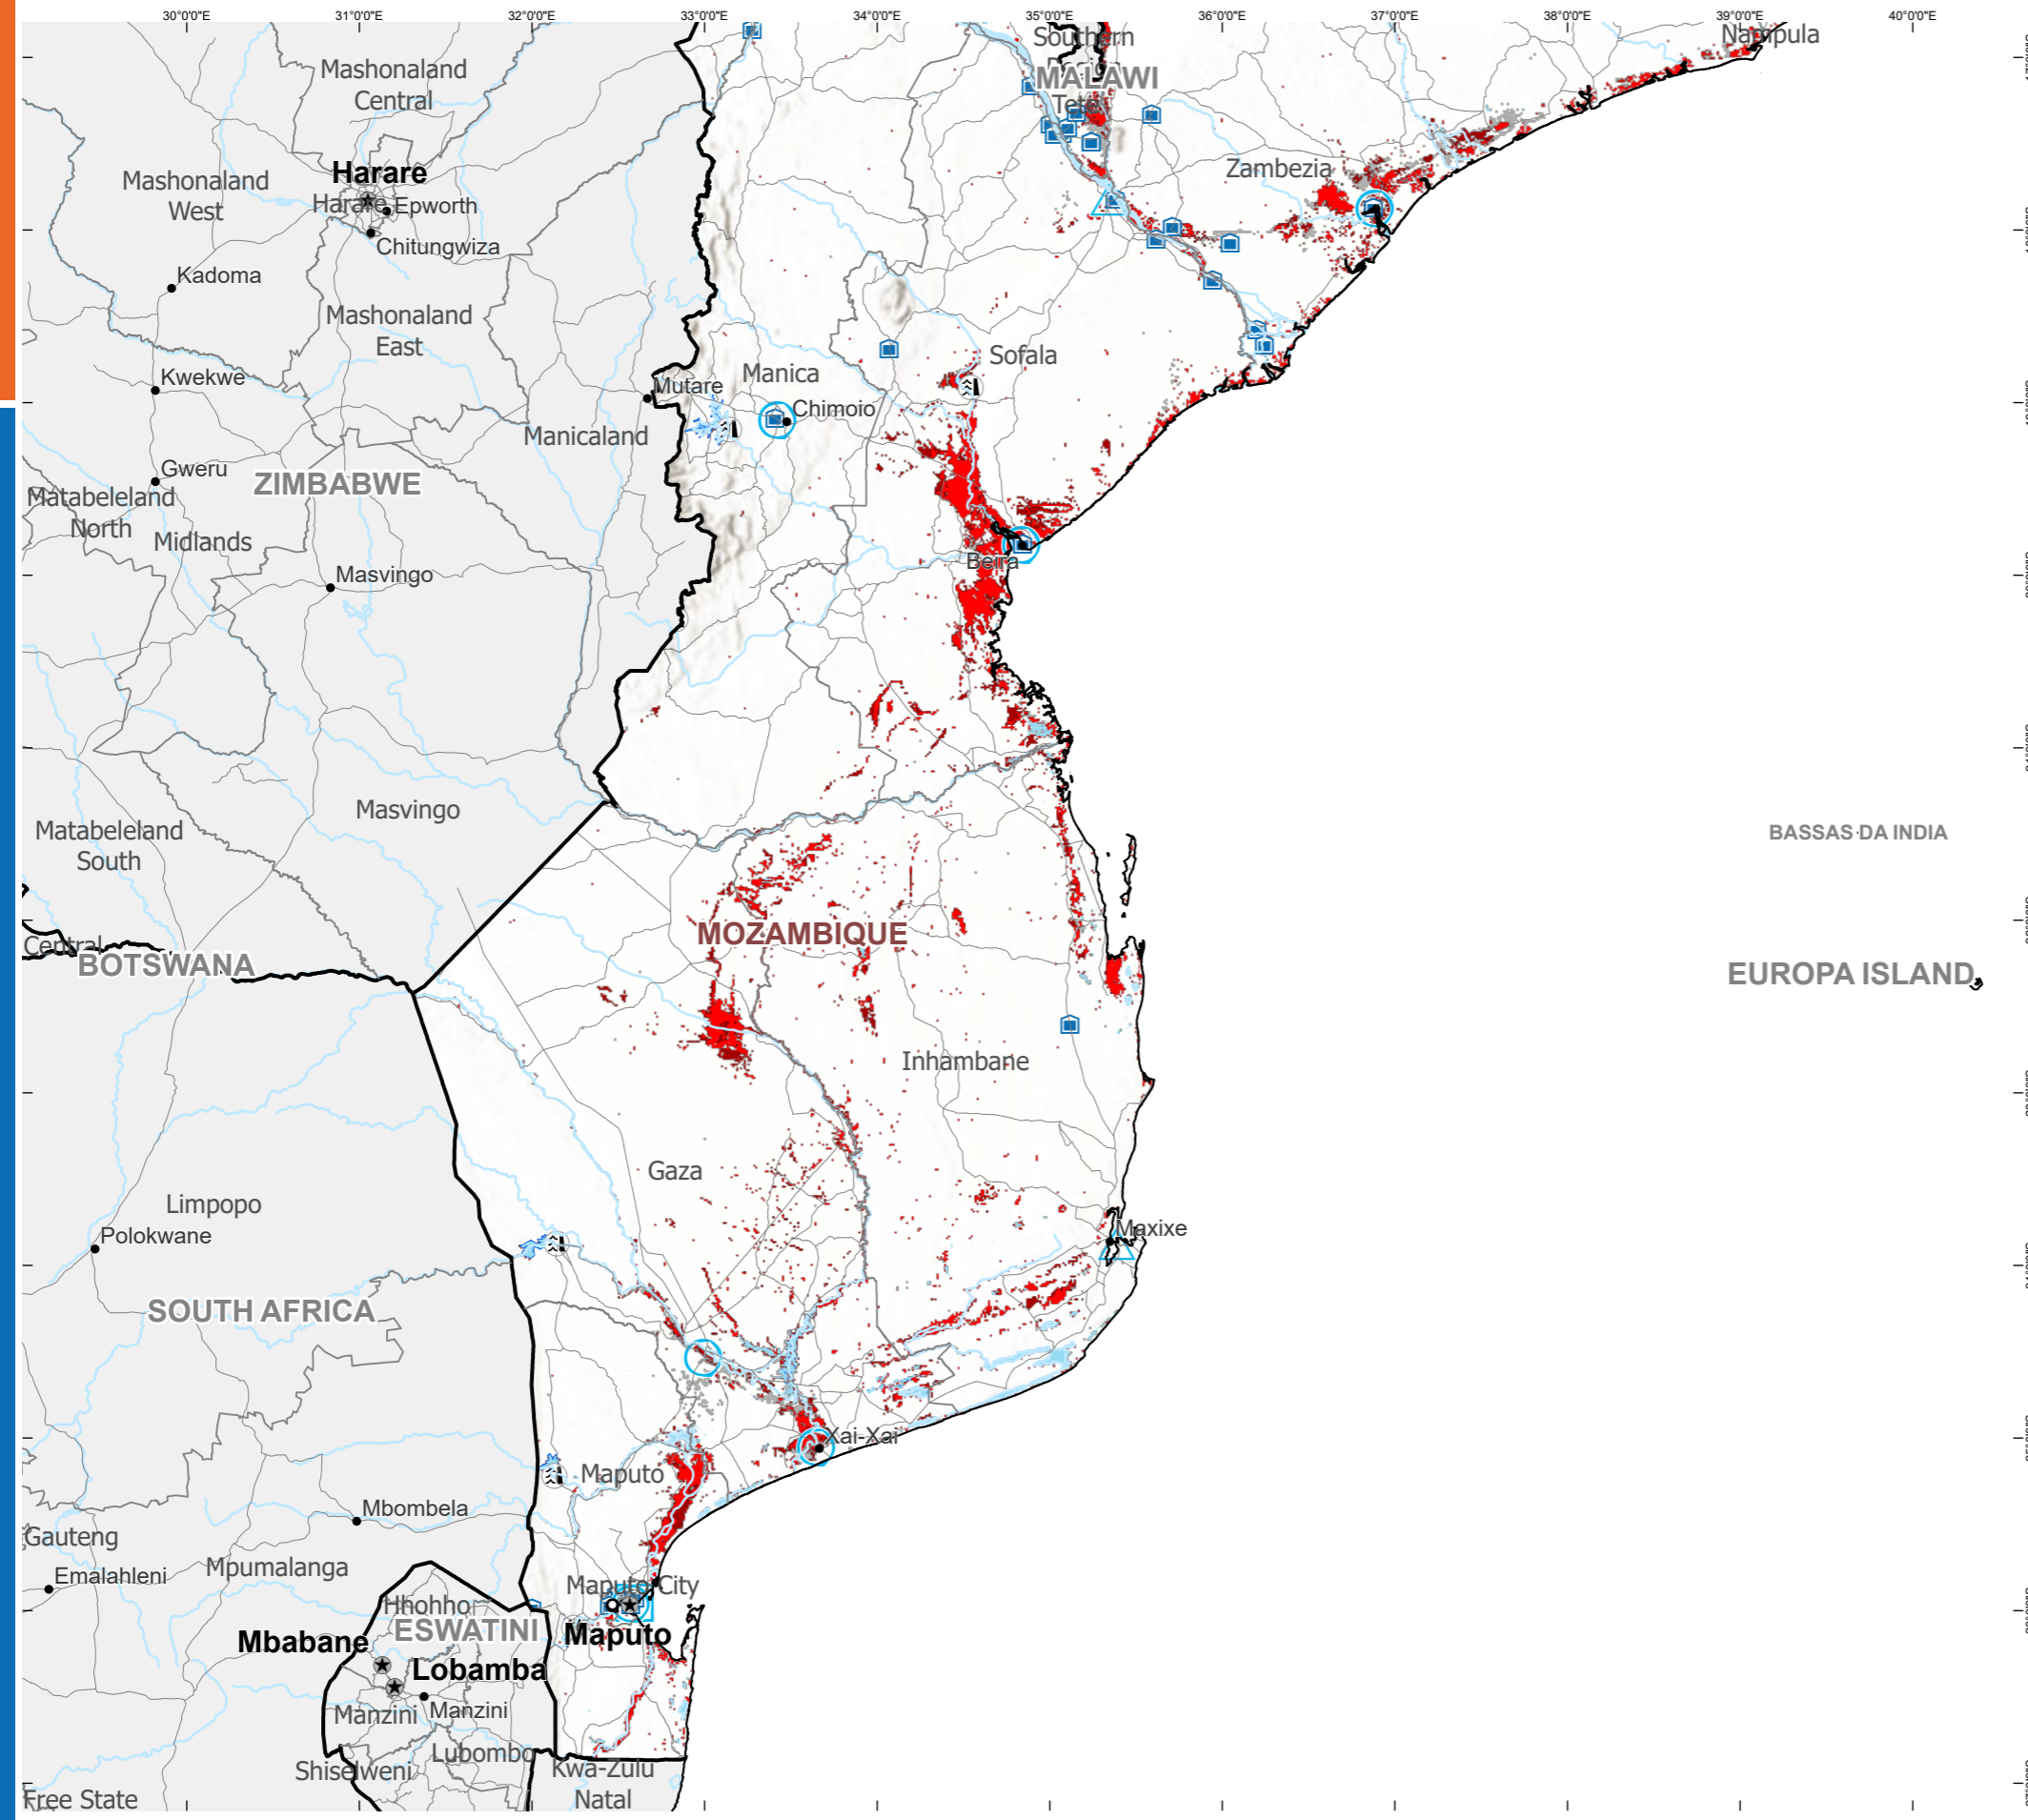 30°0'0"E
31°0'0"E
32°0'0"E
33°0'0"E
34°0'0"E
35°0'0"E
36°0'0"E
37°0'0"E
38°0'0"E
39°0'0"E
40°0'0"E
Southern
MALAWI
Tete
Nampula
Mashonaland
Central
Harare
Mashonaland
West
Harare
Epworth
Chitungwiza
Zambezia
Kadoma
Mashonaland
East
Sofala
Kwekwe
Mutare
Manica
Chimoio
Manicaland
Gweru
ZIMBABWE
Matabeleland
North
Midlands
Beira
Masvingo
Masvingo
Matabeleland
South
BASSAS DA INDIA
MOZAMBIQUE
Central
BOTSWANA
EUROPA ISLAND
Inhambane
Gaza
Limpopo
Polokwane
Maxixe
SOUTH AFRICA
Xai-Xai
Maputo
Mbombela
Gauteng
Mpumalanga
Emalahleni
Maputo City
Hhohho
ESWATINI
Maputo
Mbabane
Lobamba
Manzini
Manzini
Lubombo
Shiselweni
Kwa-Zulu
Natal
Free State